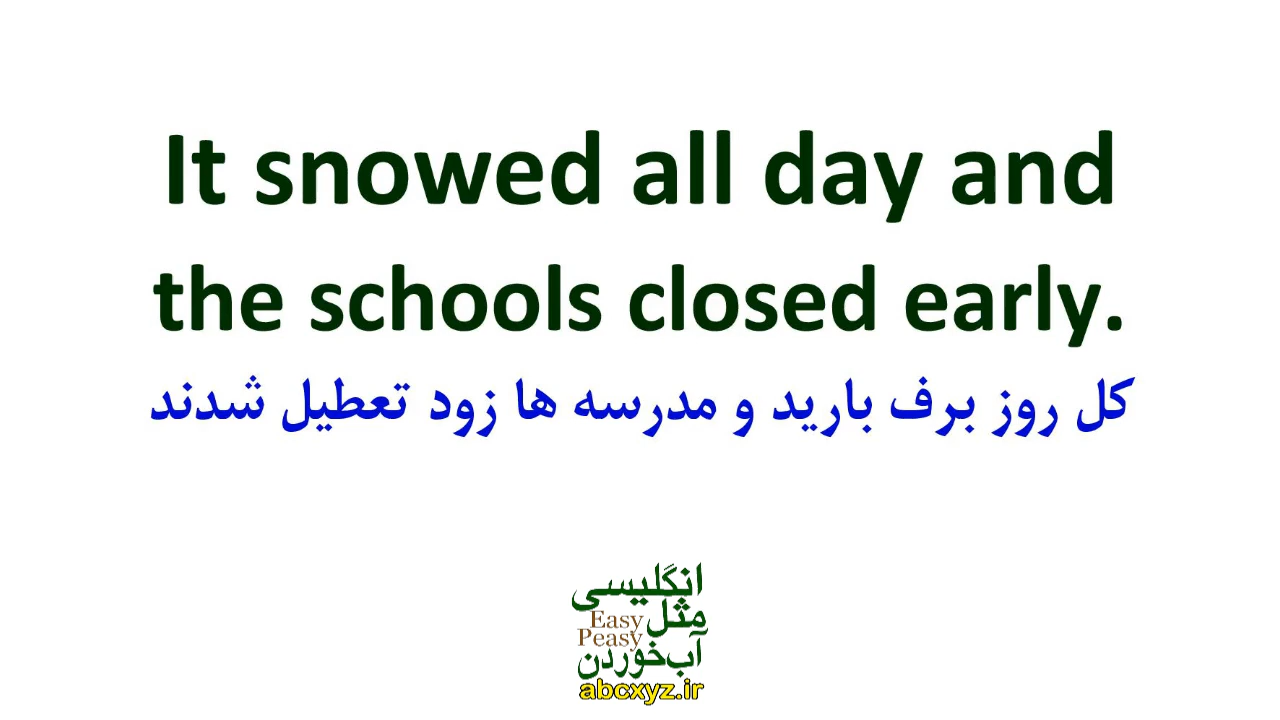 It snowed all day and
the schools closed early.
کل روز برف بارید و مدرسه ها زود تعطیل شدند
انگلیسی
مثل
Easy
Peasy
آب‌خوردن
abcxyz.ir